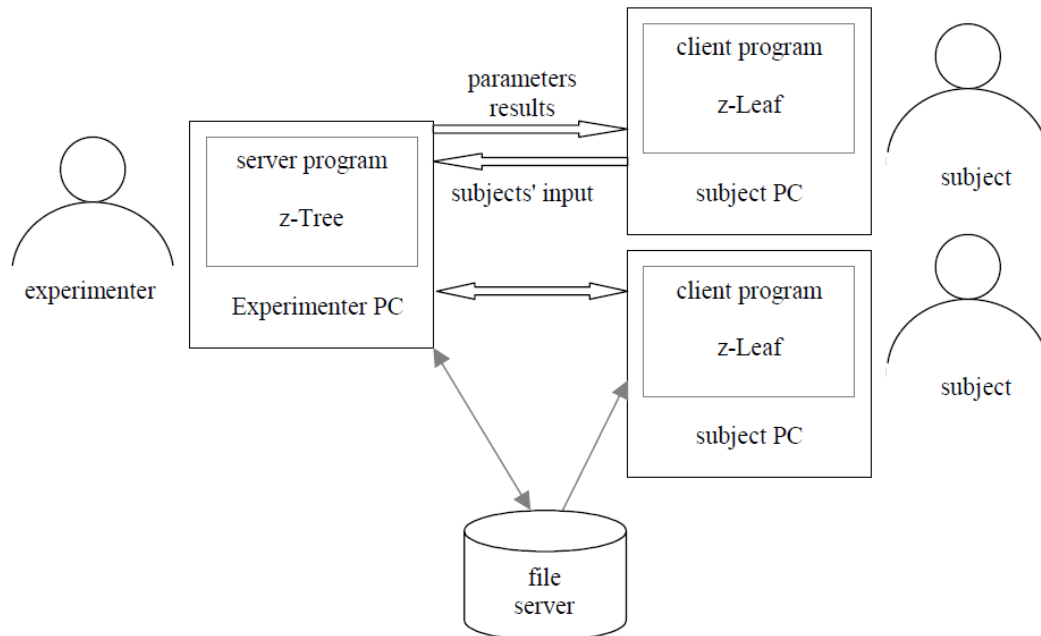 client program
z-Leaf
subject PC
subject
parameters
results
subjects' input
server program
z-Tree
Experimenter PC
experimenter
client program
z-Leaf
subject PC
subject
file
server